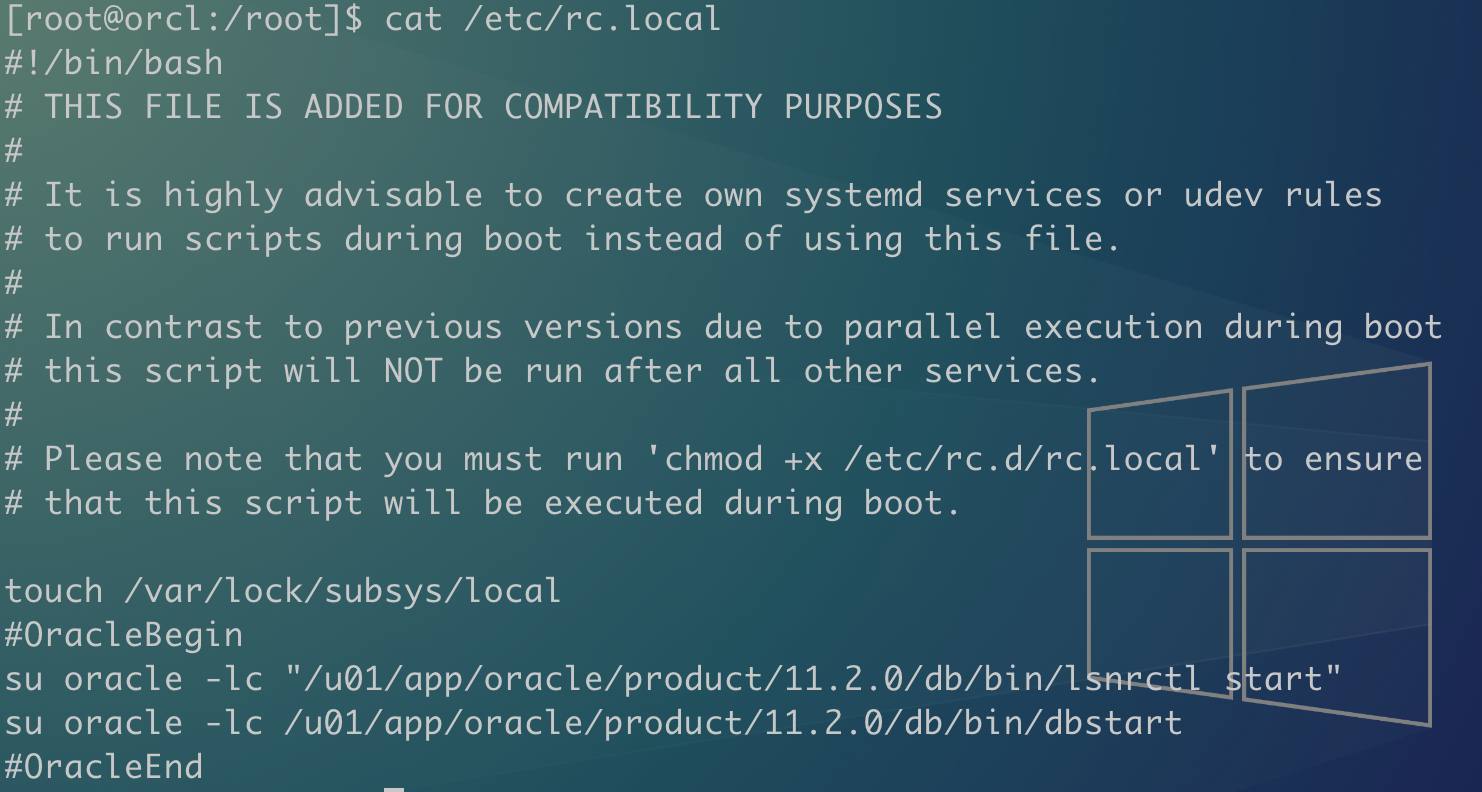 [root@orcl:/root]$ cat /etc/rc.local
#!/bin/bash
# THIS FILE IS ADDED FOR COMPATIBILITY PURPOSES
#
# It is highly advisable to create own systemd services or udev rules
# to run scripts during boot instead of using this file.
#
# In contrast to previous versions due to parallel execution during boot
# this script will NOT be run after all other services.
#
# Please note that you must run 'chmod +x /etc/rc.d/rc.local' to ensure
# that this script will be executed during boot.

touch /var/lock/subsys/local
#OracleBegin
su oracle -lc "/u01/app/oracle/product/11.2.0/db/bin/lsnrctl start"
su oracle -lc /u01/app/oracle/product/11.2.0/db/bin/dbstart
#OracleEnd